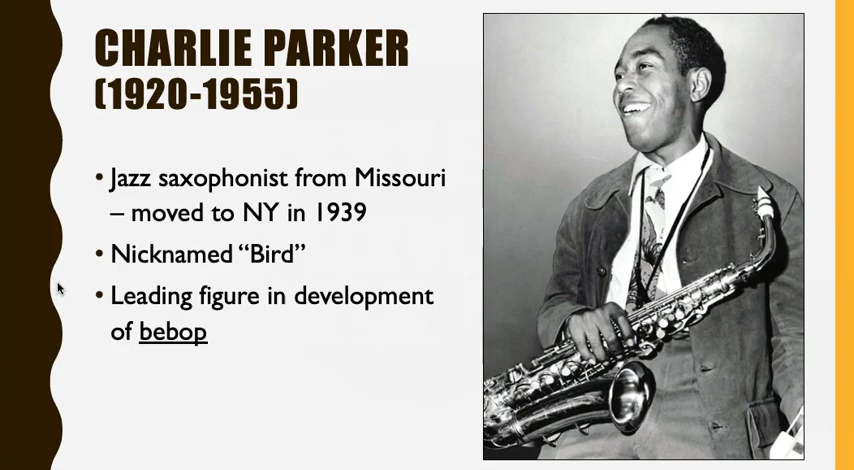 CHARLIE PARKER
(1920-1955)
• Jazz saxophonist from Missouri
– moved to NY in 1939
• Nicknamed “Bird”
• Leading figure in development
of bebop